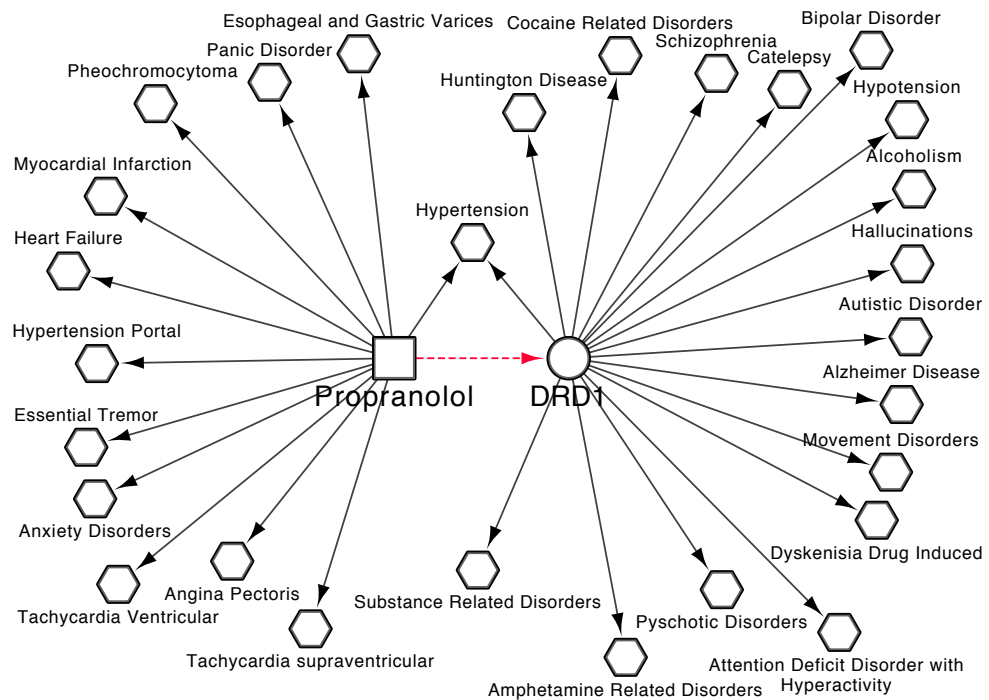 Esophageal and Gastric Varices
Panic Disorder
Pheochromocytoma
Myocardial Infarction
Heart Failure
Hypertension Portal
Essential Tremor
Anxiety Disorders
Tachycardia Ventricular
Angina Pectoris
Tachycardia supraventricular
Propranolol
Hypertension
DRD1
Huntington Disease
Cocaine Related Disorders
Schizophrenia
Catelepsy
Bipolar Disorder
Hypotension
Alcoholism
Hallucinations
Autistic Disorder
Alzheimer Disease
Movement Disorders
Dyskenisia Drug Induced
Substance Related Disorders
Pyschotic Disorders
Attention Deficit Disorder with
Hyperactivity
Amphetamine Related Disorders